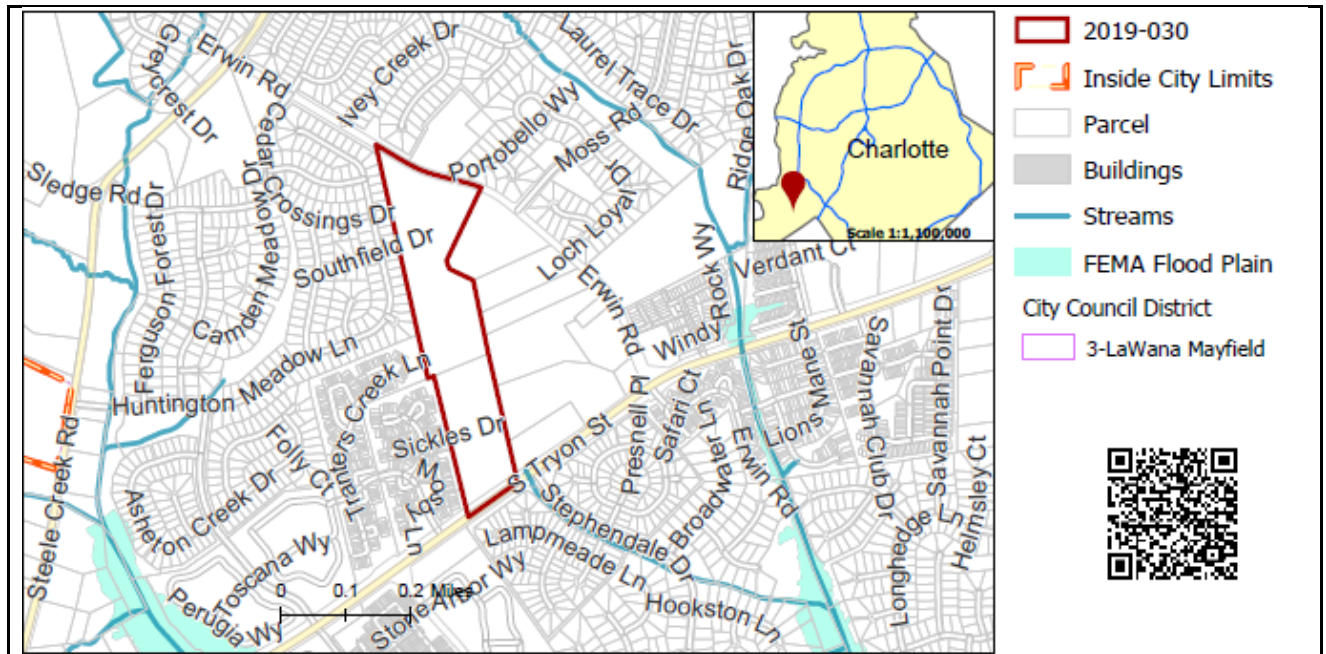 Greycrest Dr
Erwin Rd
Ivey Creek Dr
Laurel Trace Dr
Ridge Oak Dr
Portobello Wy
Moss Rd
Cedar Crossings Dr
Sledge Rd
Camden Meadow Dr
Ferguson Forest Dr
Southfield Dr
Loch Loyal Dr
Erwin Rd
Rock Wy
Verdant Ct
Windy
Huntington Meadow Ln
Tranters Creek Ln
Folly Ct
Sickles Dr
Mosby Ln
S Tryon St
Presnell Pl
Safari Ct
Broadwater Ln
Erwin Rd
Lions Mane St
Savannah Club Dr
Savannah Point Dr
Helmsley Ct
Longhedge Ln
Steele Creek Rd
Asheton Creek Dr
Toscana Wy
Perugia Wy
Stephendale Dr
Lampmeade Ln
Hookston Ln
Stone Arbor Wy
0 0.1 0.2 Miles
Charlotte
Scale 1:1,100,000
2019-030
Inside City Limits
Parcel
Buildings
Streams
FEMA Flood Plain
City Council District
3-LaWana Mayfield